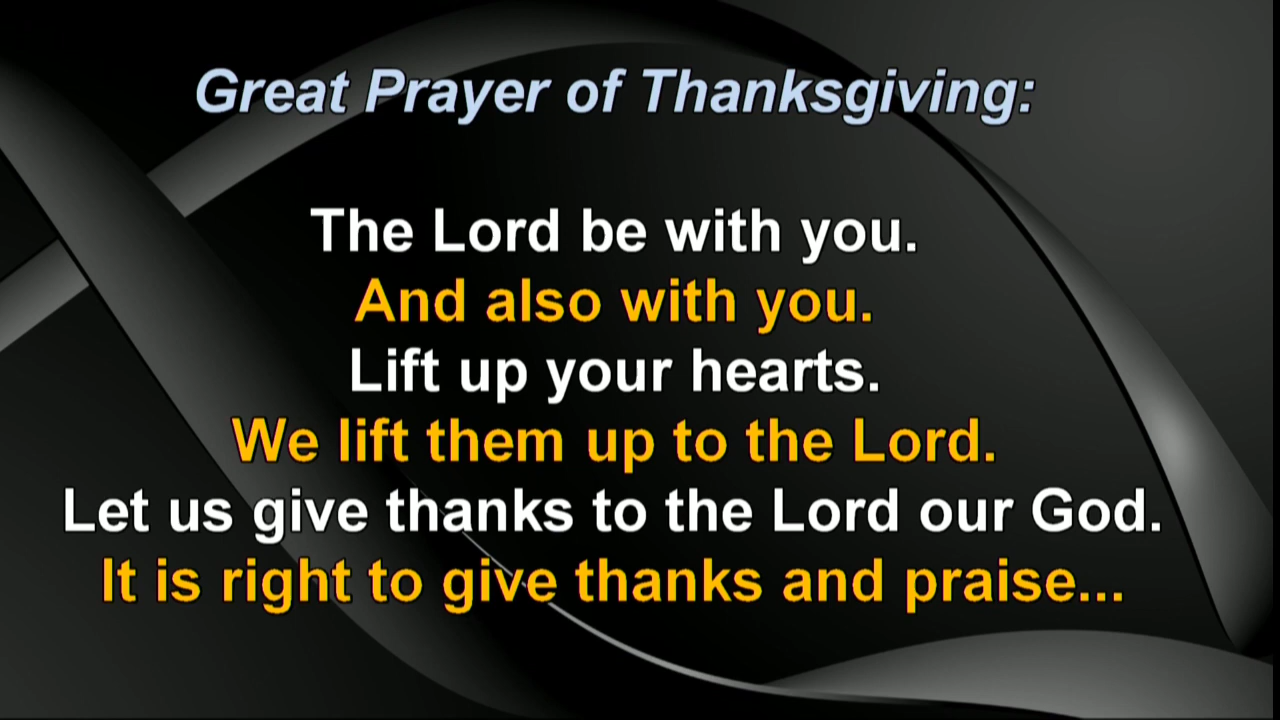 Great Prayer of Thanksgiving:
The Lord be with you.
And also with you.
Lift up your hearts.
We lift them up to the Lord.
Let us give thanks to the Lord our God.
It is right to give thanks and praise...